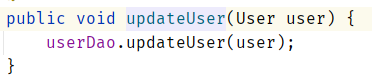 public void updateUser(User user) {
    userDao.updateUser(user);
}